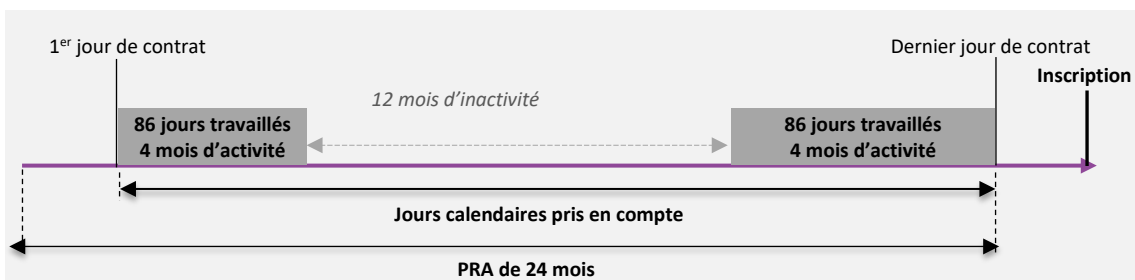 1er jour de contrat
Dernier jour de contrat
Inscription
12 mois d’inactivité
86 jours travaillés
4 mois d’activité
86 jours travaillés
4 mois d’activité
Jours calendaires pris en compte
PRA de 24 mois